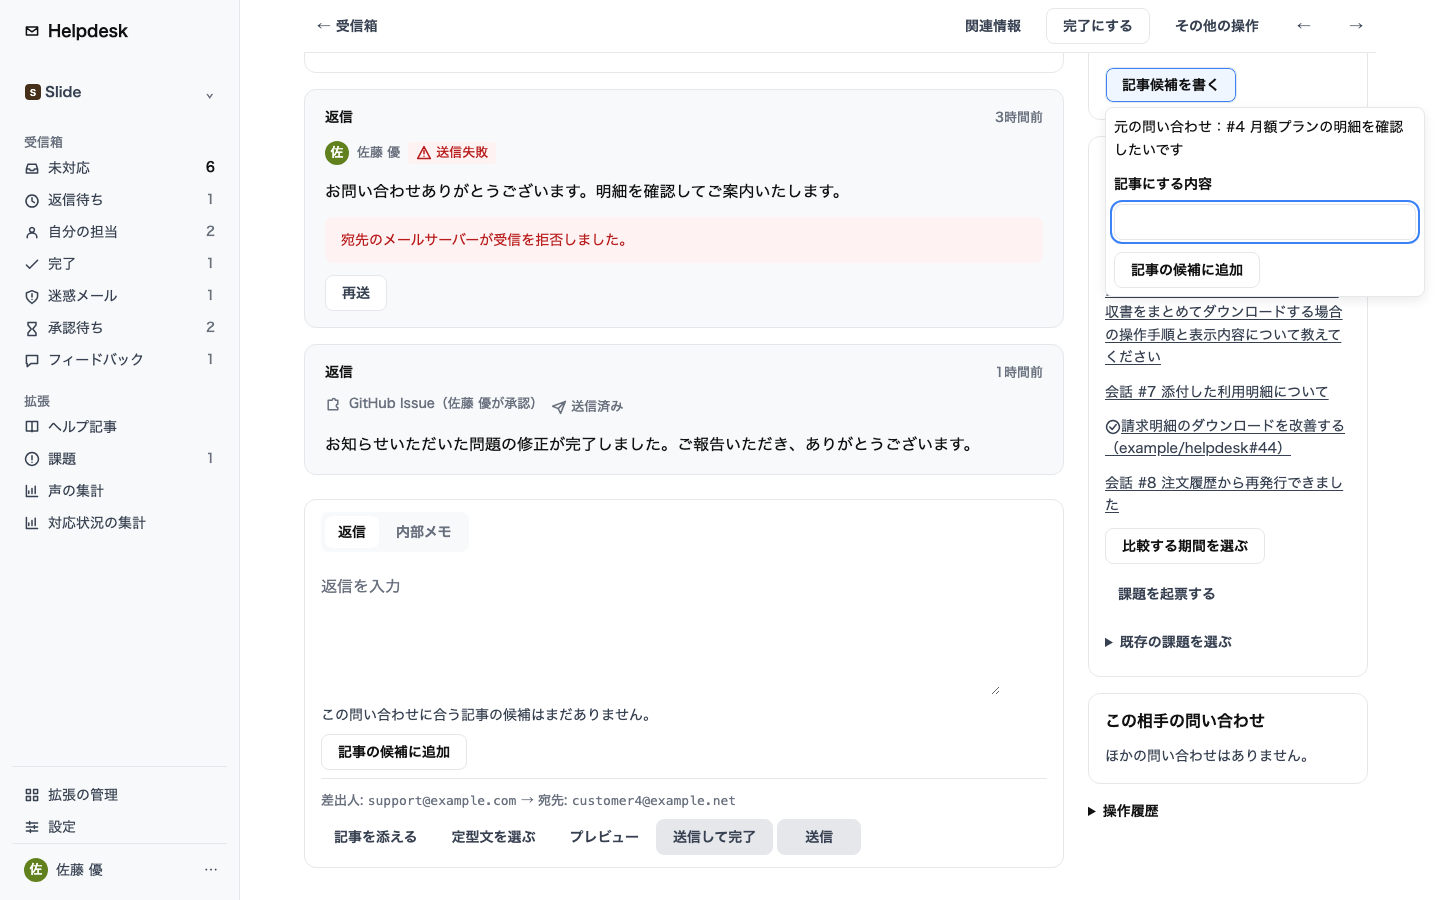 Helpdesk
S Slide
受信箱
未対応 6
返信待ち 1
自分の担当 2
完了 1
迷惑メール 1
承認待ち 2
フィードバック 1
拡張
ヘルプ記事
課題 1
声の集計
対応状況の集計
拡張の管理
設定
佐 佐藤 優 …
← 受信箱
関連情報 完了にする その他の操作 ← →
返信 3時間前
佐 佐藤 優 送信失敗
お問い合わせありがとうございます。明細を確認してご案内いたします。
宛先のメールサーバーが受信を拒否しました。
再送
返信 1時間前
GitHub Issue（佐藤 優が承認） 送信済み
お知らせいただいた問題の修正が完了しました。ご報告いただき、ありがとうございます。
返信 内部メモ
返信を入力
この問い合わせに合う記事の候補はまだありません。
記事の候補に追加
差出人: support@example.com → 宛先: customer4@example.net
記事を添える 定型文を選ぶ プレビュー 送信して完了 送信
記事候補を書く
元の問い合わせ：#4 月額プランの明細を確認
したいです
記事にする内容
記事の候補に追加
収書をまとめてダウンロードする場合
の操作手順と表示内容について教えて
ください
会話 #7 添付した利用明細について
請求明細のダウンロードを改善する
（example/helpdesk#44）
会話 #8 注文履歴から再発行できまし
た
比較する期間を選ぶ
課題を起票する
▶ 既存の課題を選ぶ
この相手の問い合わせ
ほかの問い合わせはありません。
▶ 操作履歴